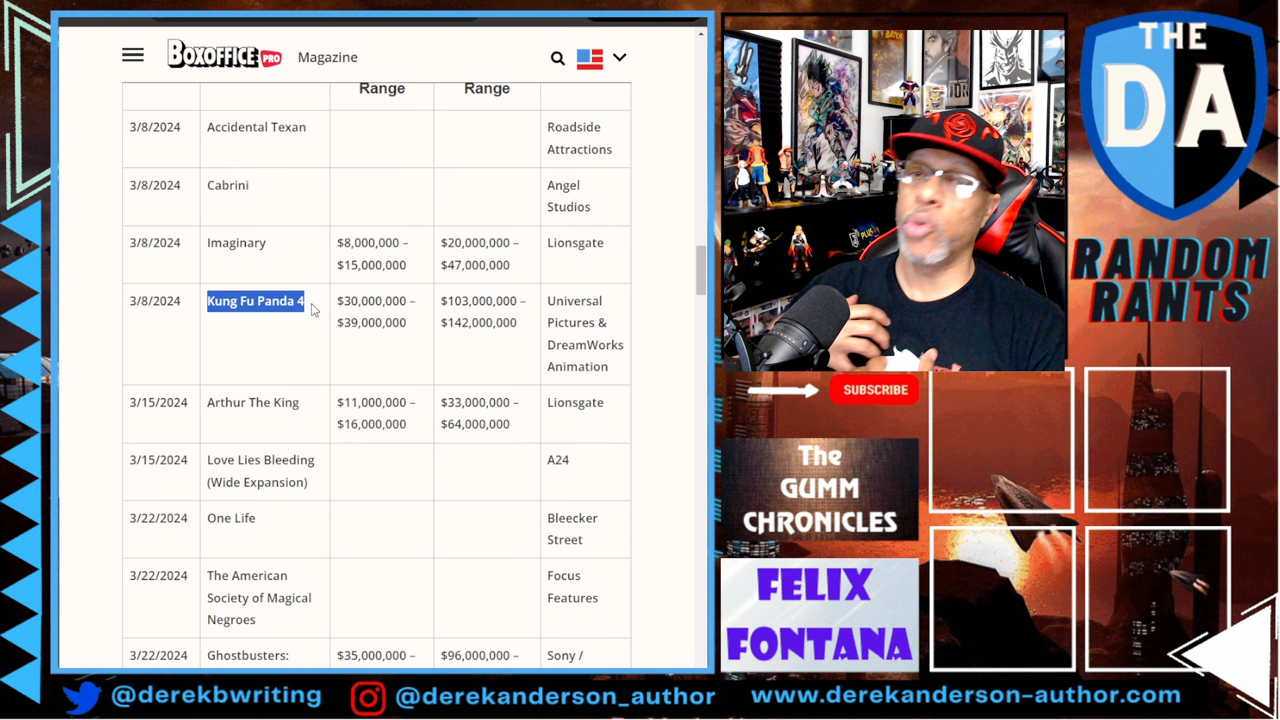 BOXOFFICE PRO Magazine
Range Range
3/8/2024 Accidental Texan Roadside
Attractions
3/8/2024 Cabrini Angel
Studios
3/8/2024 Imaginary $8,000,000 – $20,000,000 – Lionsgate
$15,000,000 $47,000,000
3/8/2024 Kung Fu Panda 4 $30,000,000 – $103,000,000 – Universal
$39,000,000 $142,000,000 Pictures &
DreamWorks
Animation
3/15/2024 Arthur The King $11,000,000 – $33,000,000 – Lionsgate
$16,000,000 $64,000,000
3/15/2024 Love Lies Bleeding A24
(Wide Expansion)
3/22/2024 One Life Bleecker
Street
3/22/2024 The American Focus
Society of Magical Features
Negroes
3/22/2024 Ghostbusters: $35,000,000 – $96,000,000 – Sony /
THE
DA
RANDOM
RANTS
SUBSCRIBE
The
GUMM
CHRONICLES
FELIX
FONTANA
@derekbwriting @derekanderson_author www.derekanderson-author.com